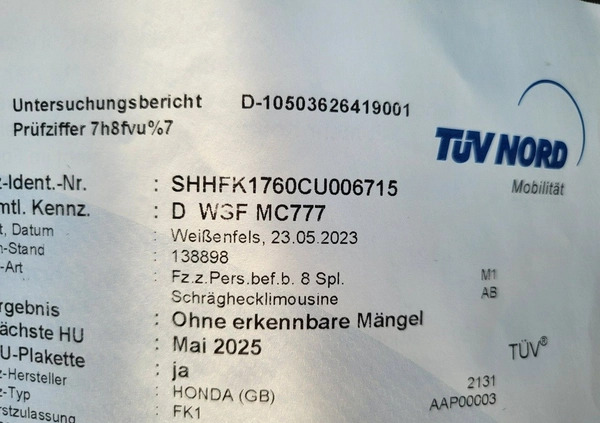 Untersuchungsbericht D-10503626419001
Prüfziffer 7h8fvu%7
TÜV NORD
Mobilität
z-Ident.-Nr. : SHHFK1760CU006715
mtl. Kennz. : D WSF MC777
t, Datum : Weißenfels, 23.05.2023
-Stand : 138898
-Art : Fz.z.Pers.bef.b. 8 Spl. M1
Schräghecklimousine AB
rgebnis : Ohne erkennbare Mängel
ächste HU : Mai 2025
U-Plakette : ja TÜV®
z-Hersteller : HONDA (GB) 2131
z-Typ : FK1 AAP00003
rstzulassung